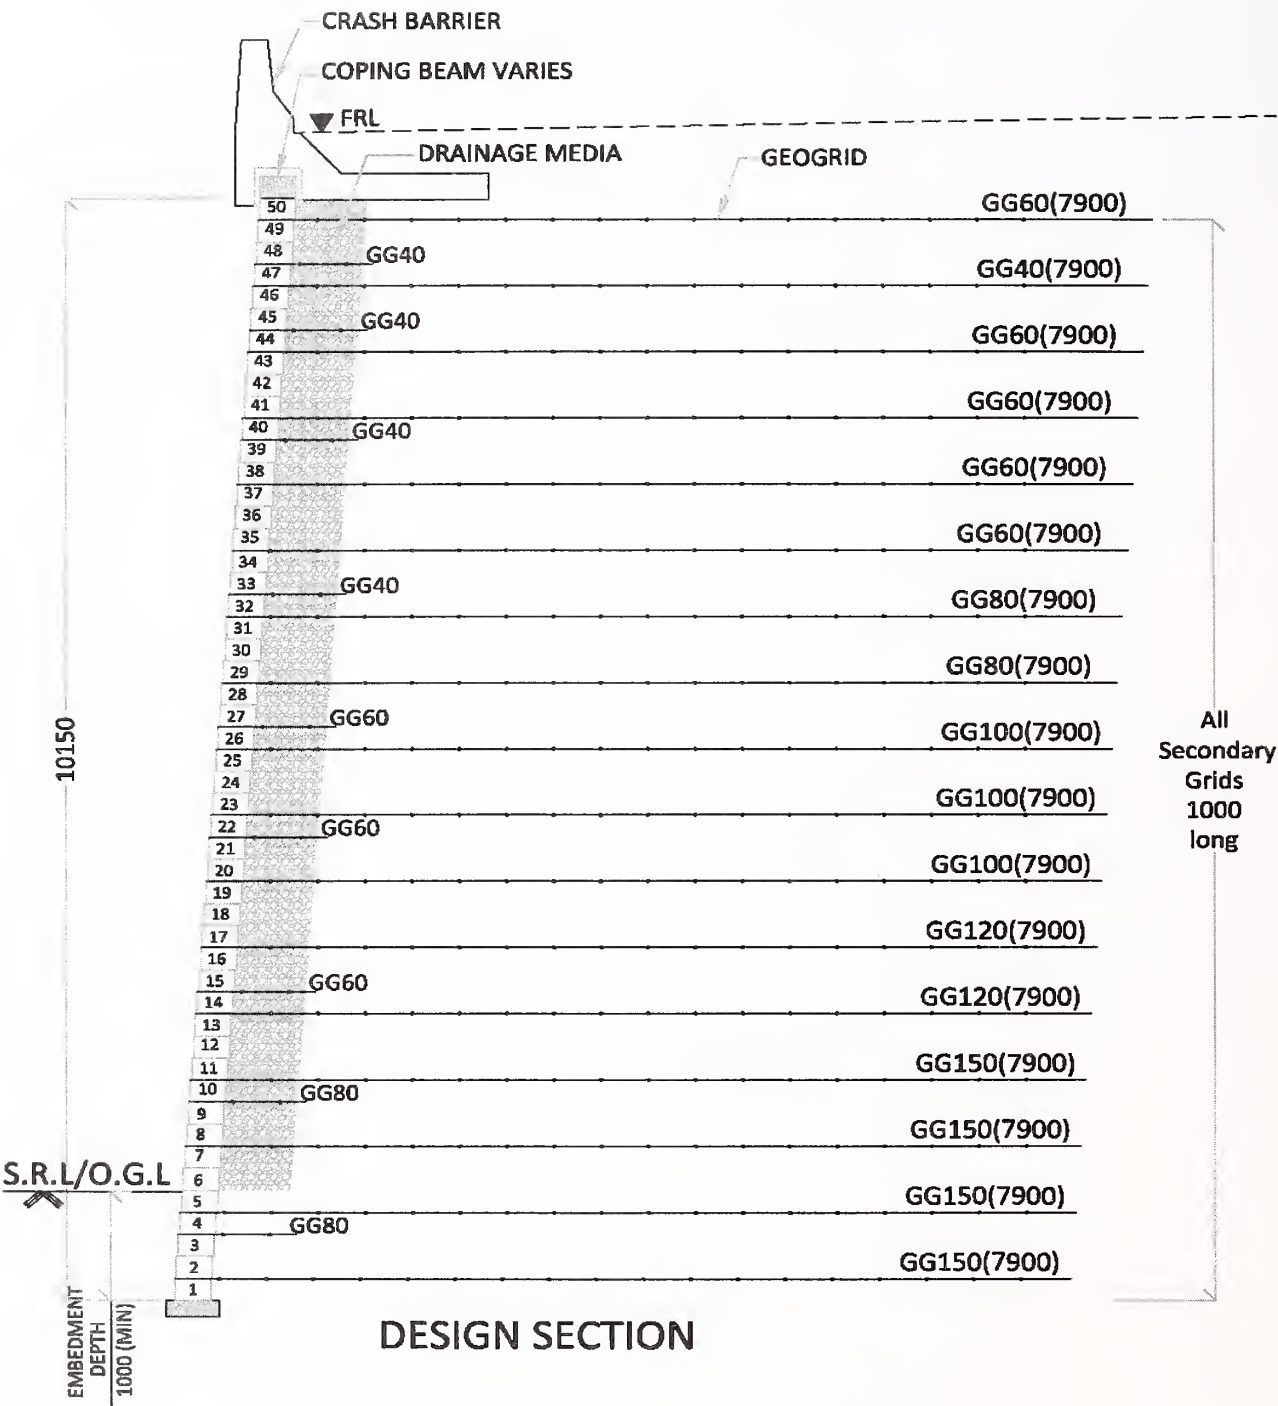 CRASH BARRIER
COPING BEAM VARIES
FRL
DRAINAGE MEDIA
GEOGRID
50
GG60(7900)
49
48
GG40
47
GG40(7900)
46
45
GG40
44
GG60(7900)
43
42
41
GG60(7900)
40
GG40
39
38
GG60(7900)
37
36
35
GG60(7900)
34
33
GG40
32
GG80(7900)
31
30
29
GG80(7900)
28
27
GG60
26
GG100(7900)
25
24
23
GG100(7900)
22
GG60
21
20
GG100(7900)
19
18
17
GG120(7900)
16
15
GG60
14
GG120(7900)
13
12
11
GG150(7900)
10
GG80
9
8
GG150(7900)
7
6
5
GG150(7900)
4
GG80
3
2
GG150(7900)
1
10150
All
Secondary
Grids
1000
long
S.R.L/O.G.L
EMBEDMENT
DEPTH
1000 (MIN)
DESIGN SECTION